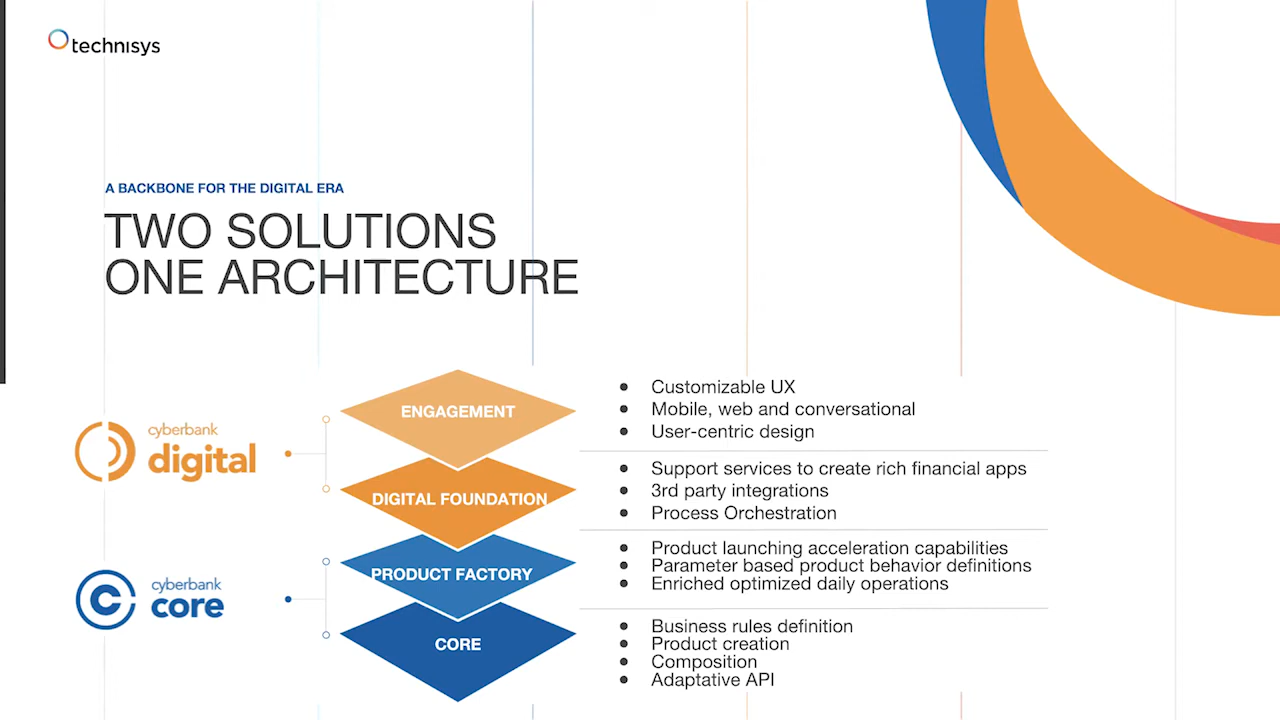 technisys
A BACKBONE FOR THE DIGITAL ERA
TWO SOLUTIONS
ONE ARCHITECTURE
cyberbank
digital
ENGAGEMENT
Customizable UX
Mobile, web and conversational
User-centric design
DIGITAL FOUNDATION
Support services to create rich financial apps
3rd party integrations
Process Orchestration
cyberbank
core
PRODUCT FACTORY
Product launching acceleration capabilities
Parameter based product behavior definitions
Enriched optimized daily operations
CORE
Business rules definition
Product creation
Composition
Adaptative API